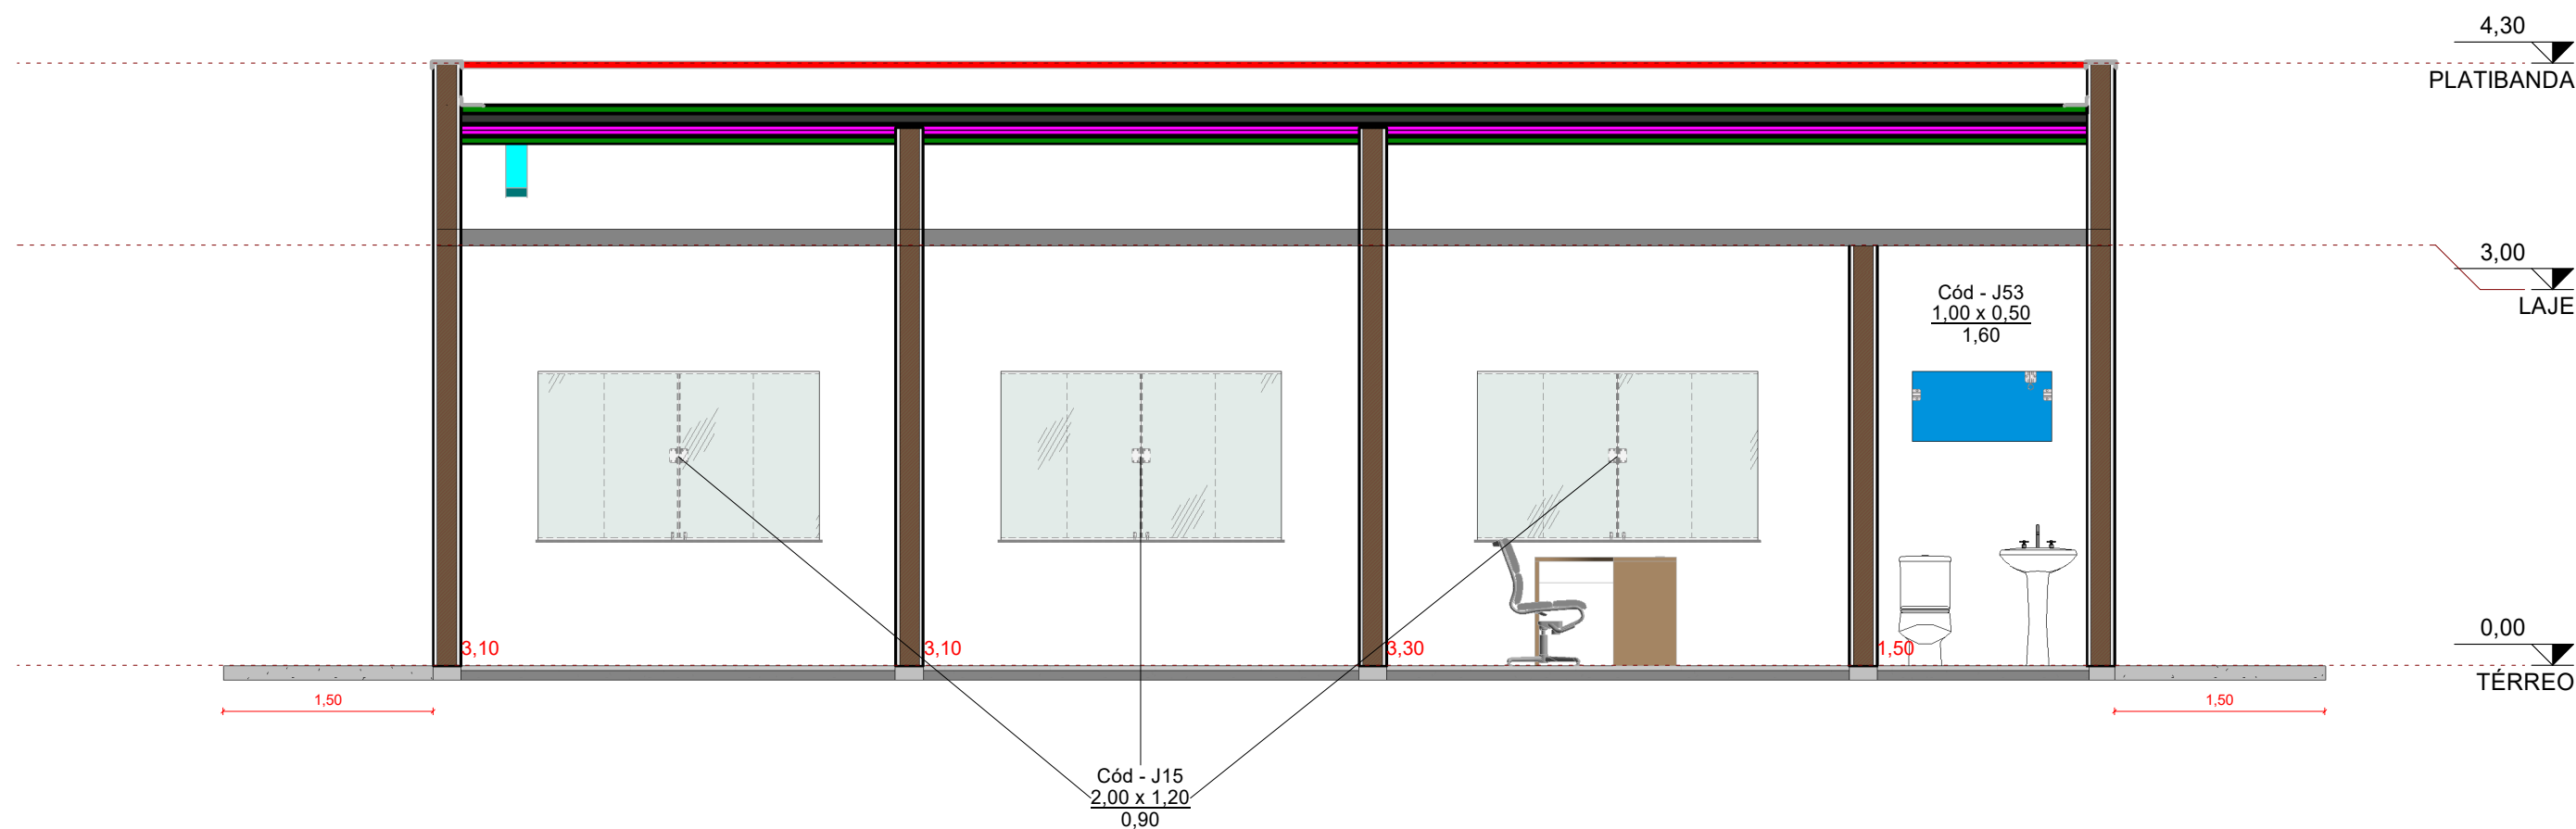 4,30
PLATIBANDA
3,00
LAJE
Cód - J53
1,00 x 0,50
1,60
0,00
TÉRREO
3,10
3,10
3,30
1,50
1,50
1,50
Cód - J15
2,00 x 1,20
0,90